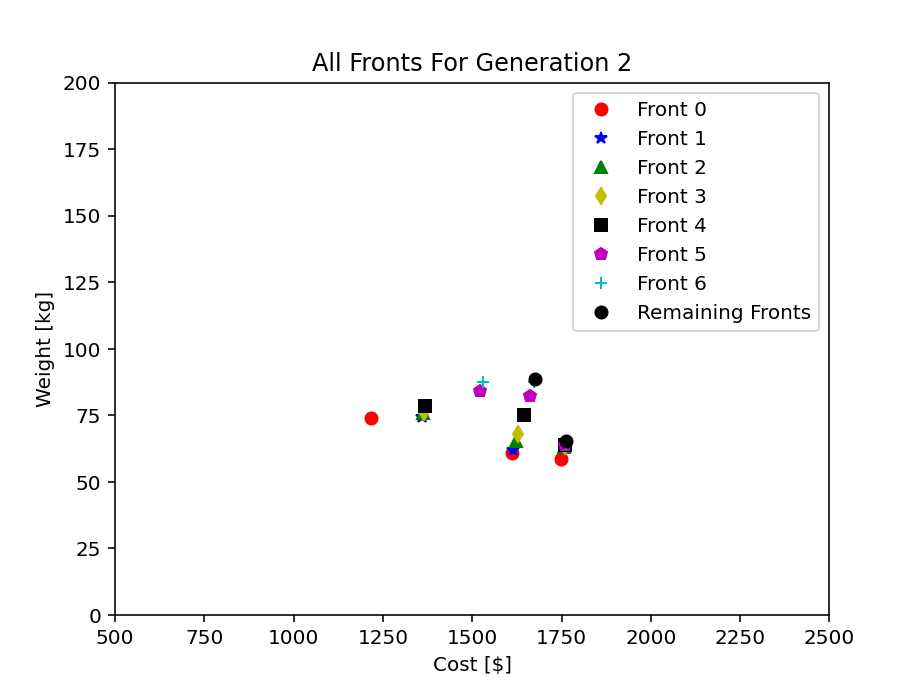 All Fronts For Generation 2
200
175
150
125
100
75
50
25
0
Weight [kg]
Front 0
Front 1
Front 2
Front 3
Front 4
Front 5
Front 6
Remaining Fronts
500 750 1000 1250 1500 1750 2000 2250 2500
Cost [$]